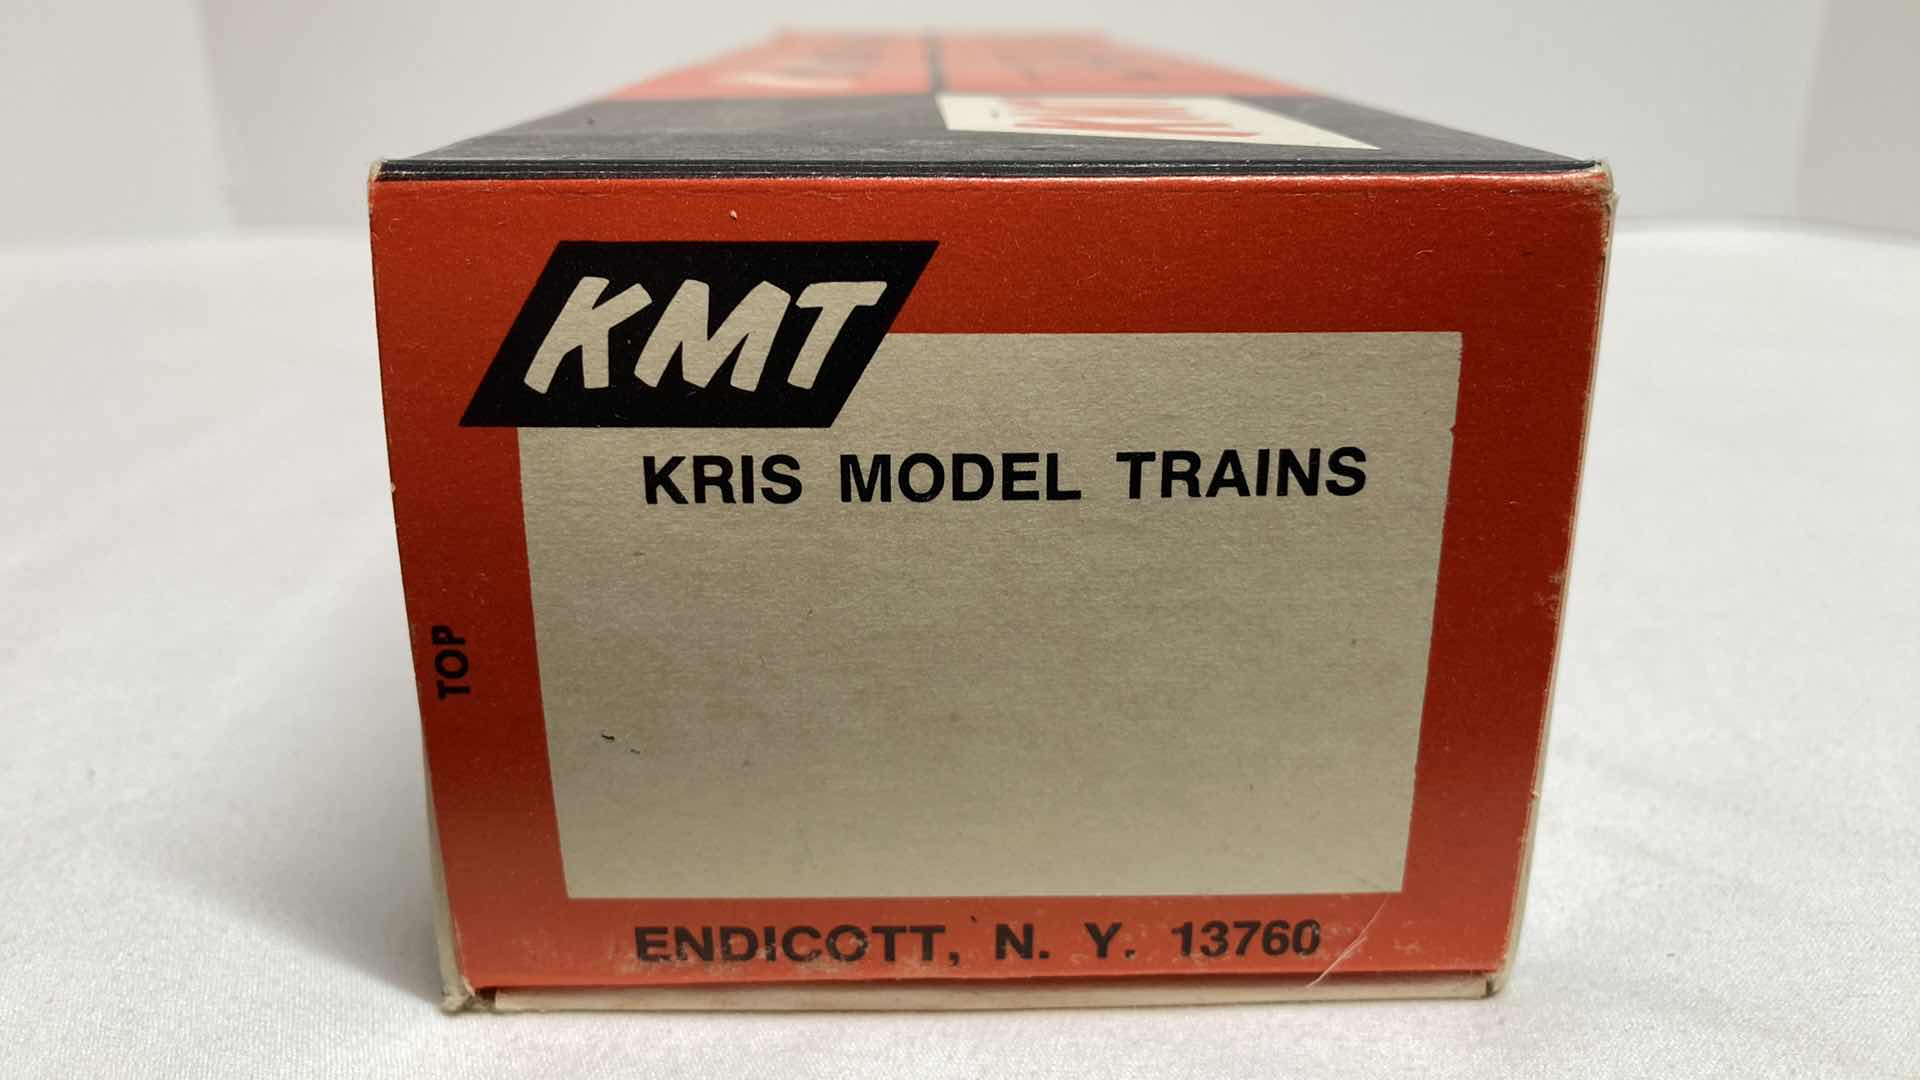 KMT
KRIS MODEL TRAINS
TOP
ENDICOTT, N. Y. 13760